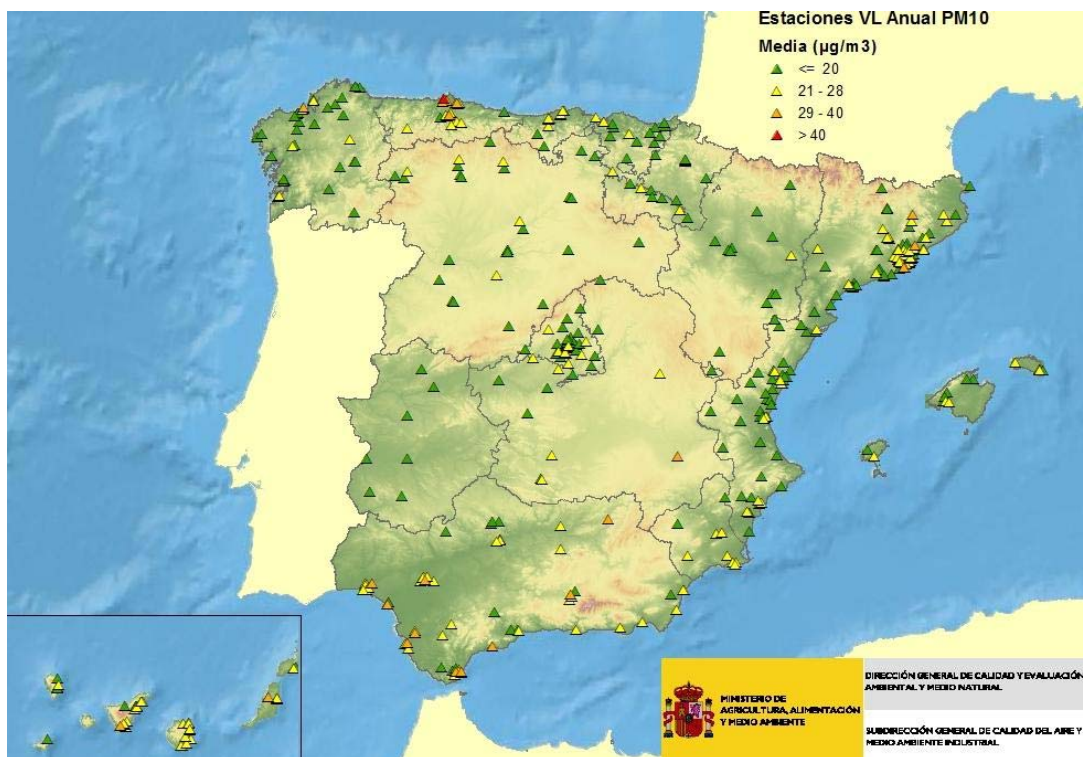 Estaciones VL Anual PM10
Media (µg/m3)
<= 20
21 - 28
29 - 40
> 40
MINISTERIO DE
AGRICULTURA, ALIMENTACIÓN
Y MEDIO AMBIENTE
DIRECCIÓN GENERAL DE CALIDAD Y EVALUACIÓN
AMBIENTAL Y MEDIO NATURAL
SUBDIRECCIÓN GENERAL DE CALIDAD DEL AIRE Y
MEDIO AMBIENTE INDUSTRIAL